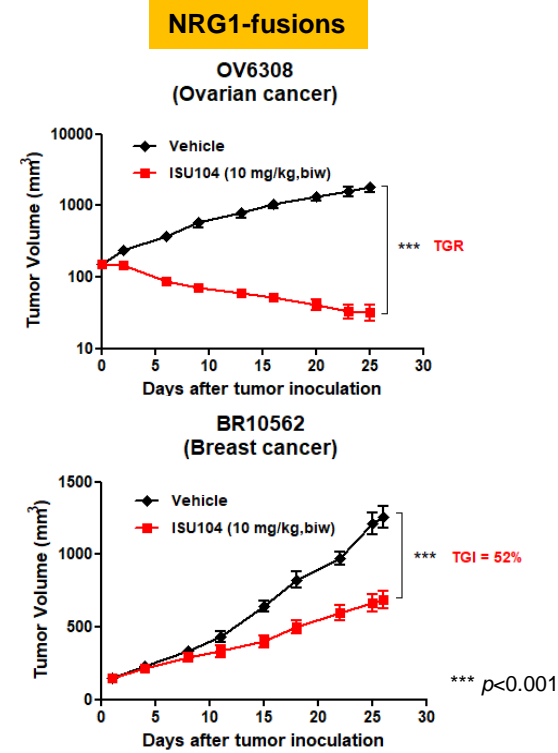 NRG1-fusions
OV6308
(Ovarian cancer)
Tumor Volume (mm3)
10000
1000
100
10
Vehicle
ISU104 (10 mg/kg,biw)
*** TGR
0 5 10 15 20 25 30
Days after tumor inoculation
BR10562
(Breast cancer)
Tumor Volume (mm3)
1500
1000
500
0
Vehicle
ISU104 (10 mg/kg,biw)
*** TGI = 52%
*** p<0.001
0 5 10 15 20 25 30
Days after tumor inoculation